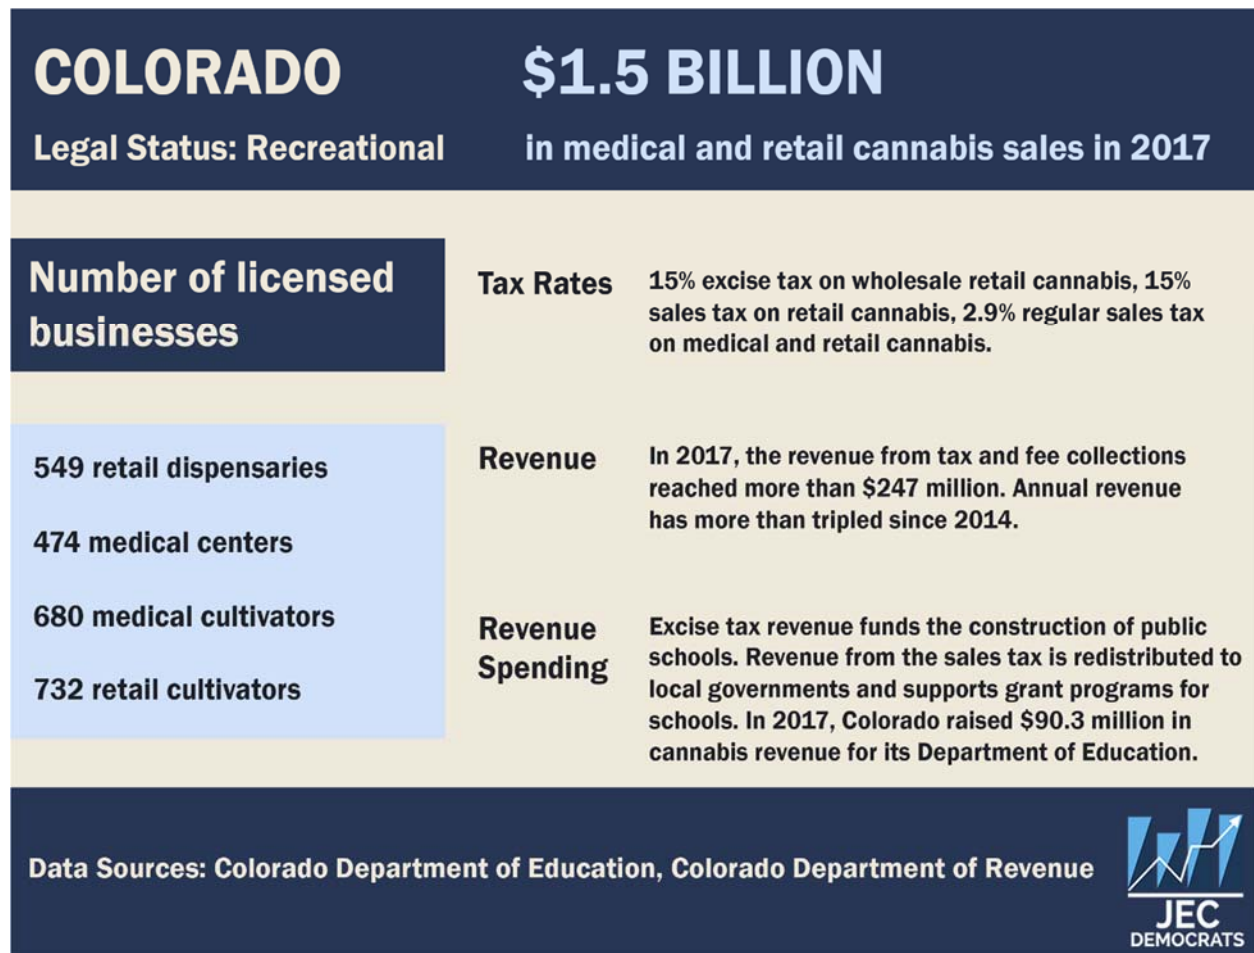 COLORADO
Legal Status: Recreational
$1.5 BILLION
in medical and retail cannabis sales in 2017
Number of licensed
businesses
549 retail dispensaries
474 medical centers
680 medical cultivators
732 retail cultivators
Tax Rates
15% excise tax on wholesale retail cannabis, 15%
sales tax on retail cannabis, 2.9% regular sales tax
on medical and retail cannabis.
Revenue
In 2017, the revenue from tax and fee collections
reached more than $247 million. Annual revenue
has more than tripled since 2014.
Revenue
Spending
Excise tax revenue funds the construction of public
schools. Revenue from the sales tax is redistributed to
local governments and supports grant programs for
schools. In 2017, Colorado raised $90.3 million in
cannabis revenue for its Department of Education.
Data Sources: Colorado Department of Education, Colorado Department of Revenue
JEC
DEMOCRATS